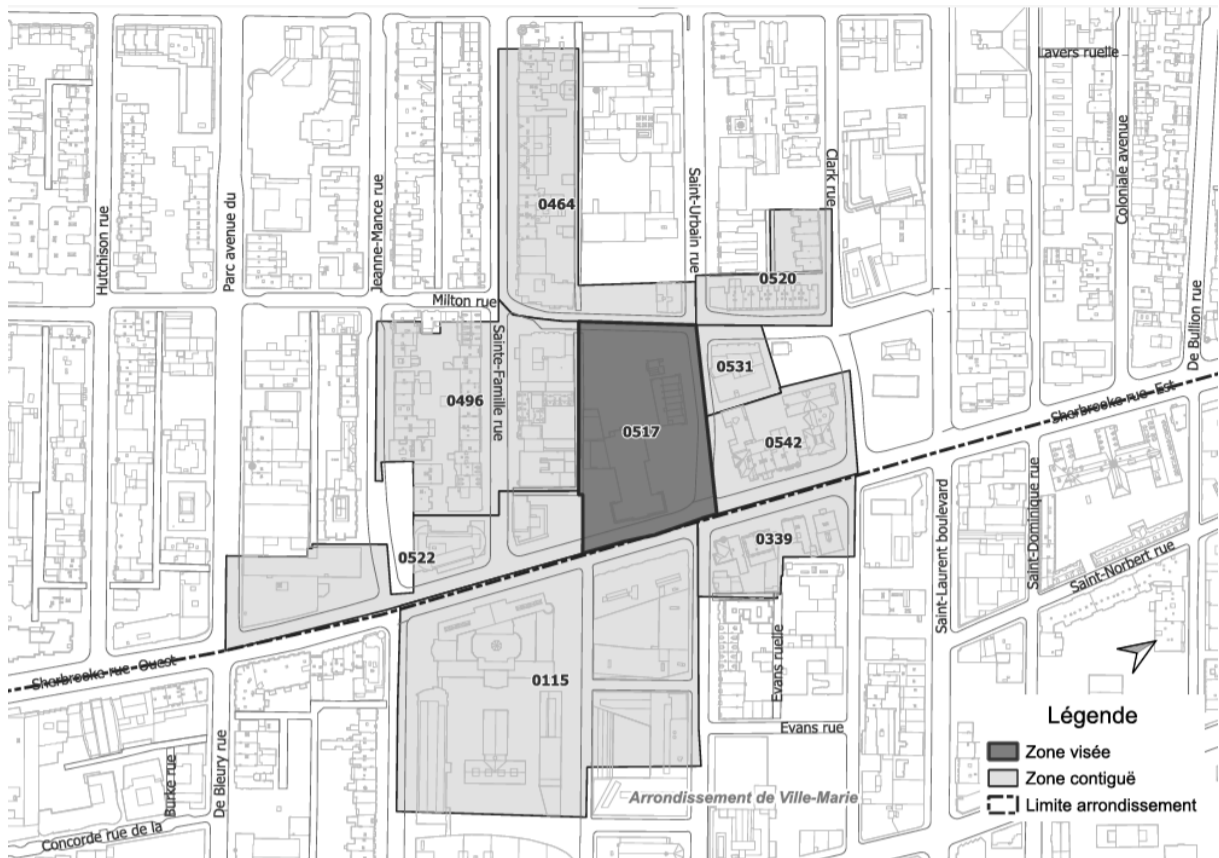 Lavers ruelle
Hutchison rue
Parc avenue du
Jeanne-Mance rue
0464
Saint-Urbain rue
Clark rue
Coloniale avenue
De Bullion rue
0520
Milton rue
Sainte-Famille rue
0496
0531
0517
0542
Sherbrooke rue Est
0522
0339
Saint-Laurent boulevard
Saint-Dominique rue
Saint-Norbert rue
Sherbrooke rue Ouest
0115
Evans ruelle
Evans rue
De Bleury rue
Burke rue
Concorde rue de la
Arrondissement de Ville-Marie
Légende
Zone visée
Zone contiguë
Limite arrondissement